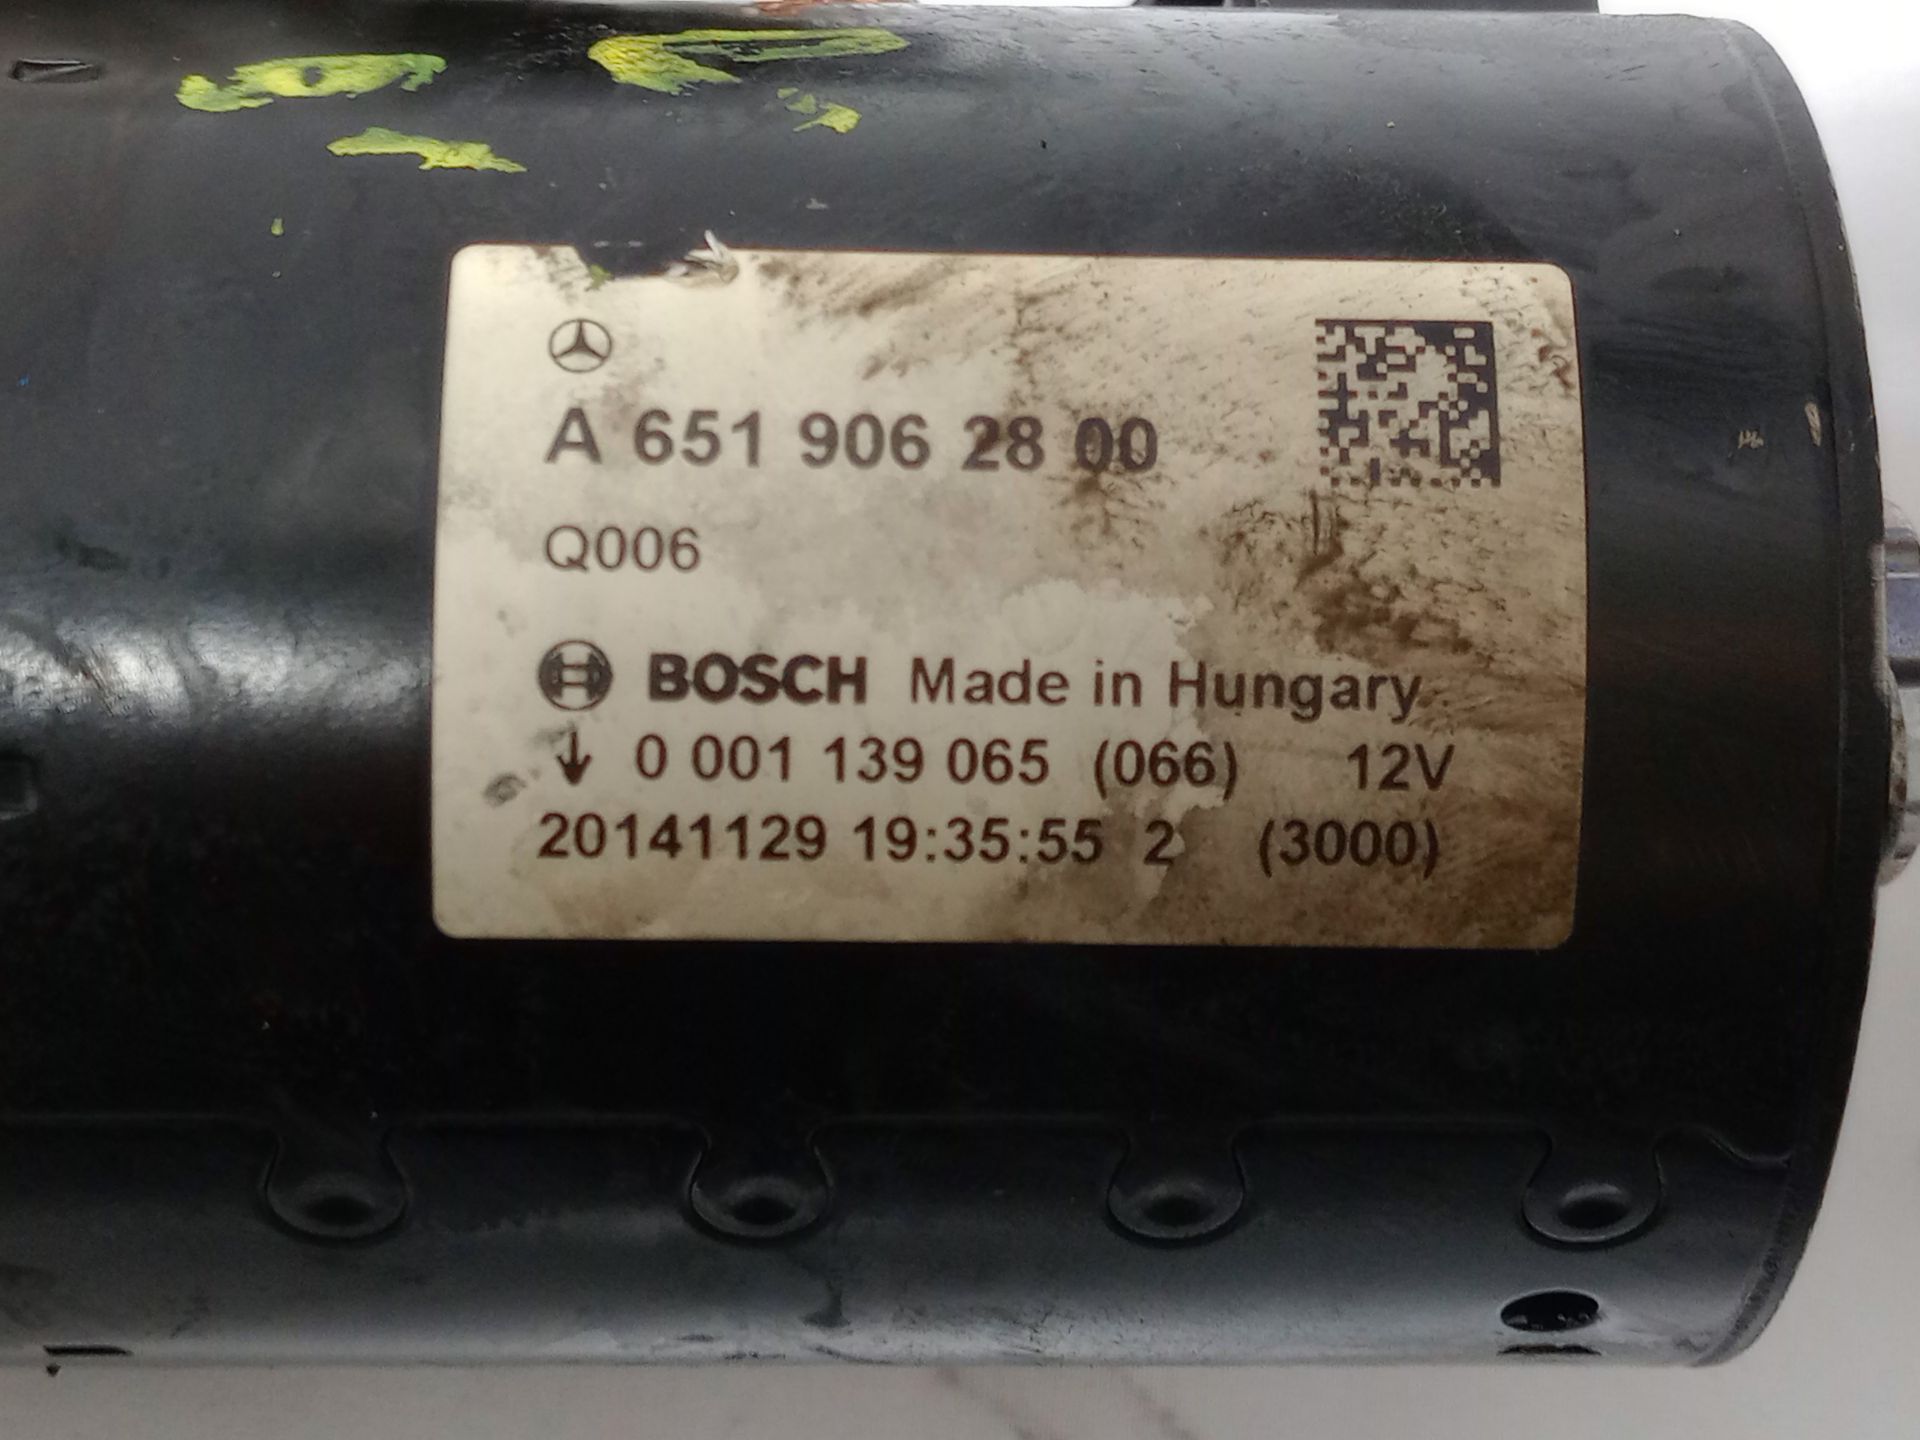 A 651 906 28 00
Q006
BOSCH Made in Hungary
↓ 0 001 139 065 (066) 12V
20141129 19:35:55 2 (3000)